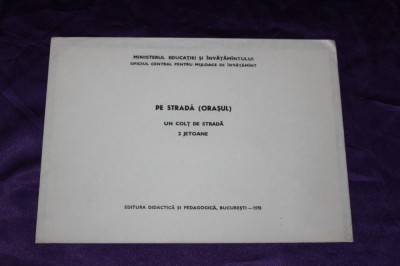 MINISTERUL EDUCAȚIEI ȘI ÎNVĂȚĂMÎNTULUI
OFICIUL CENTRAL PENTRU MIJLOACE DE ÎNVĂȚĂMÎNT
PE STRADĂ (ORAȘUL)
UN COLȚ DE STRADĂ
2 JETOANE
EDITURA DIDACTICĂ ȘI PEDAGOGICĂ, BUCUREȘTI —